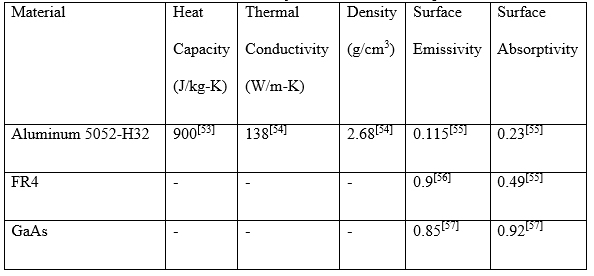 Material Heat Capacity (J/kg-K) Thermal Conductivity (W/m-K) Density (g/cm³) Surface Emissivity Surface Absorptivity
Aluminum 5052-H32 900[53] 138[54] 2.68[54] 0.115[55] 0.23[55]
FR4 - - - 0.9[56] 0.49[55]
GaAs - - - 0.85[57] 0.92[57]